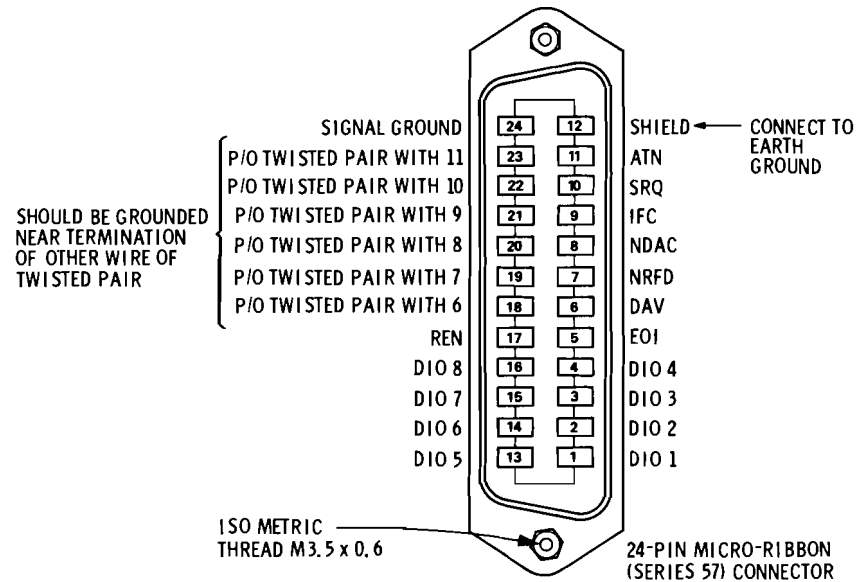 SIGNAL GROUND 24 12 SHIELD CONNECT TO
EARTH
GROUND
P/O TWISTED PAIR WITH 11 23 11 ATN
P/O TWISTED PAIR WITH 10 22 10 SRQ
P/O TWISTED PAIR WITH 9 21 9 IFC
P/O TWISTED PAIR WITH 8 20 8 NDAC
P/O TWISTED PAIR WITH 7 19 7 NRFD
P/O TWISTED PAIR WITH 6 18 6 DAV
SHOULD BE GROUNDED
NEAR TERMINATION
OF OTHER WIRE OF
TWISTED PAIR
REN 17 5 EOI
DIO 8 16 4 DIO 4
DIO 7 15 3 DIO 3
DIO 6 14 2 DIO 2
DIO 5 13 1 DIO 1
ISO METRIC
THREAD M3.5 x 0.6
24-PIN MICRO-RIBBON
(SERIES 57) CONNECTOR